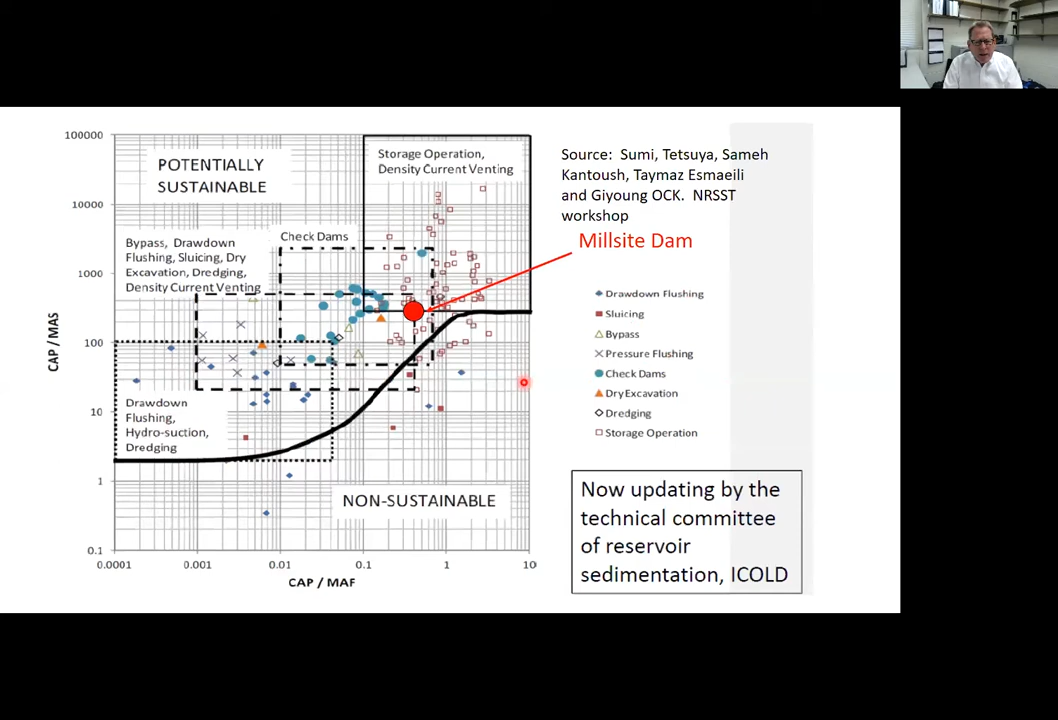 100000
10000
1000
100
10
1
0.1
CAP / MAS
0.0001
0.001
0.01
0.1
1
10
CAP / MAF
POTENTIALLY
SUSTAINABLE
Storage Operation,
Density Current Venting
Bypass, Drawdown
Flushing, Sluicing, Dry
Excavation, Dredging,
Density Current Venting
Check Dams
Drawdown
Flushing,
Hydro-suction,
Dredging
NON-SUSTAINABLE
Source: Sumi, Tetsuya, Sameh
Kantoush, Taymaz Esmaeili
and Giyoung OCK. NRSST
workshop
Millsite Dam
Drawdown Flushing
Sluicing
Bypass
Pressure Flushing
Check Dams
Dry Excavation
Dredging
Storage Operation
Now updating by the
technical committee
of reservoir
sedimentation, ICOLD